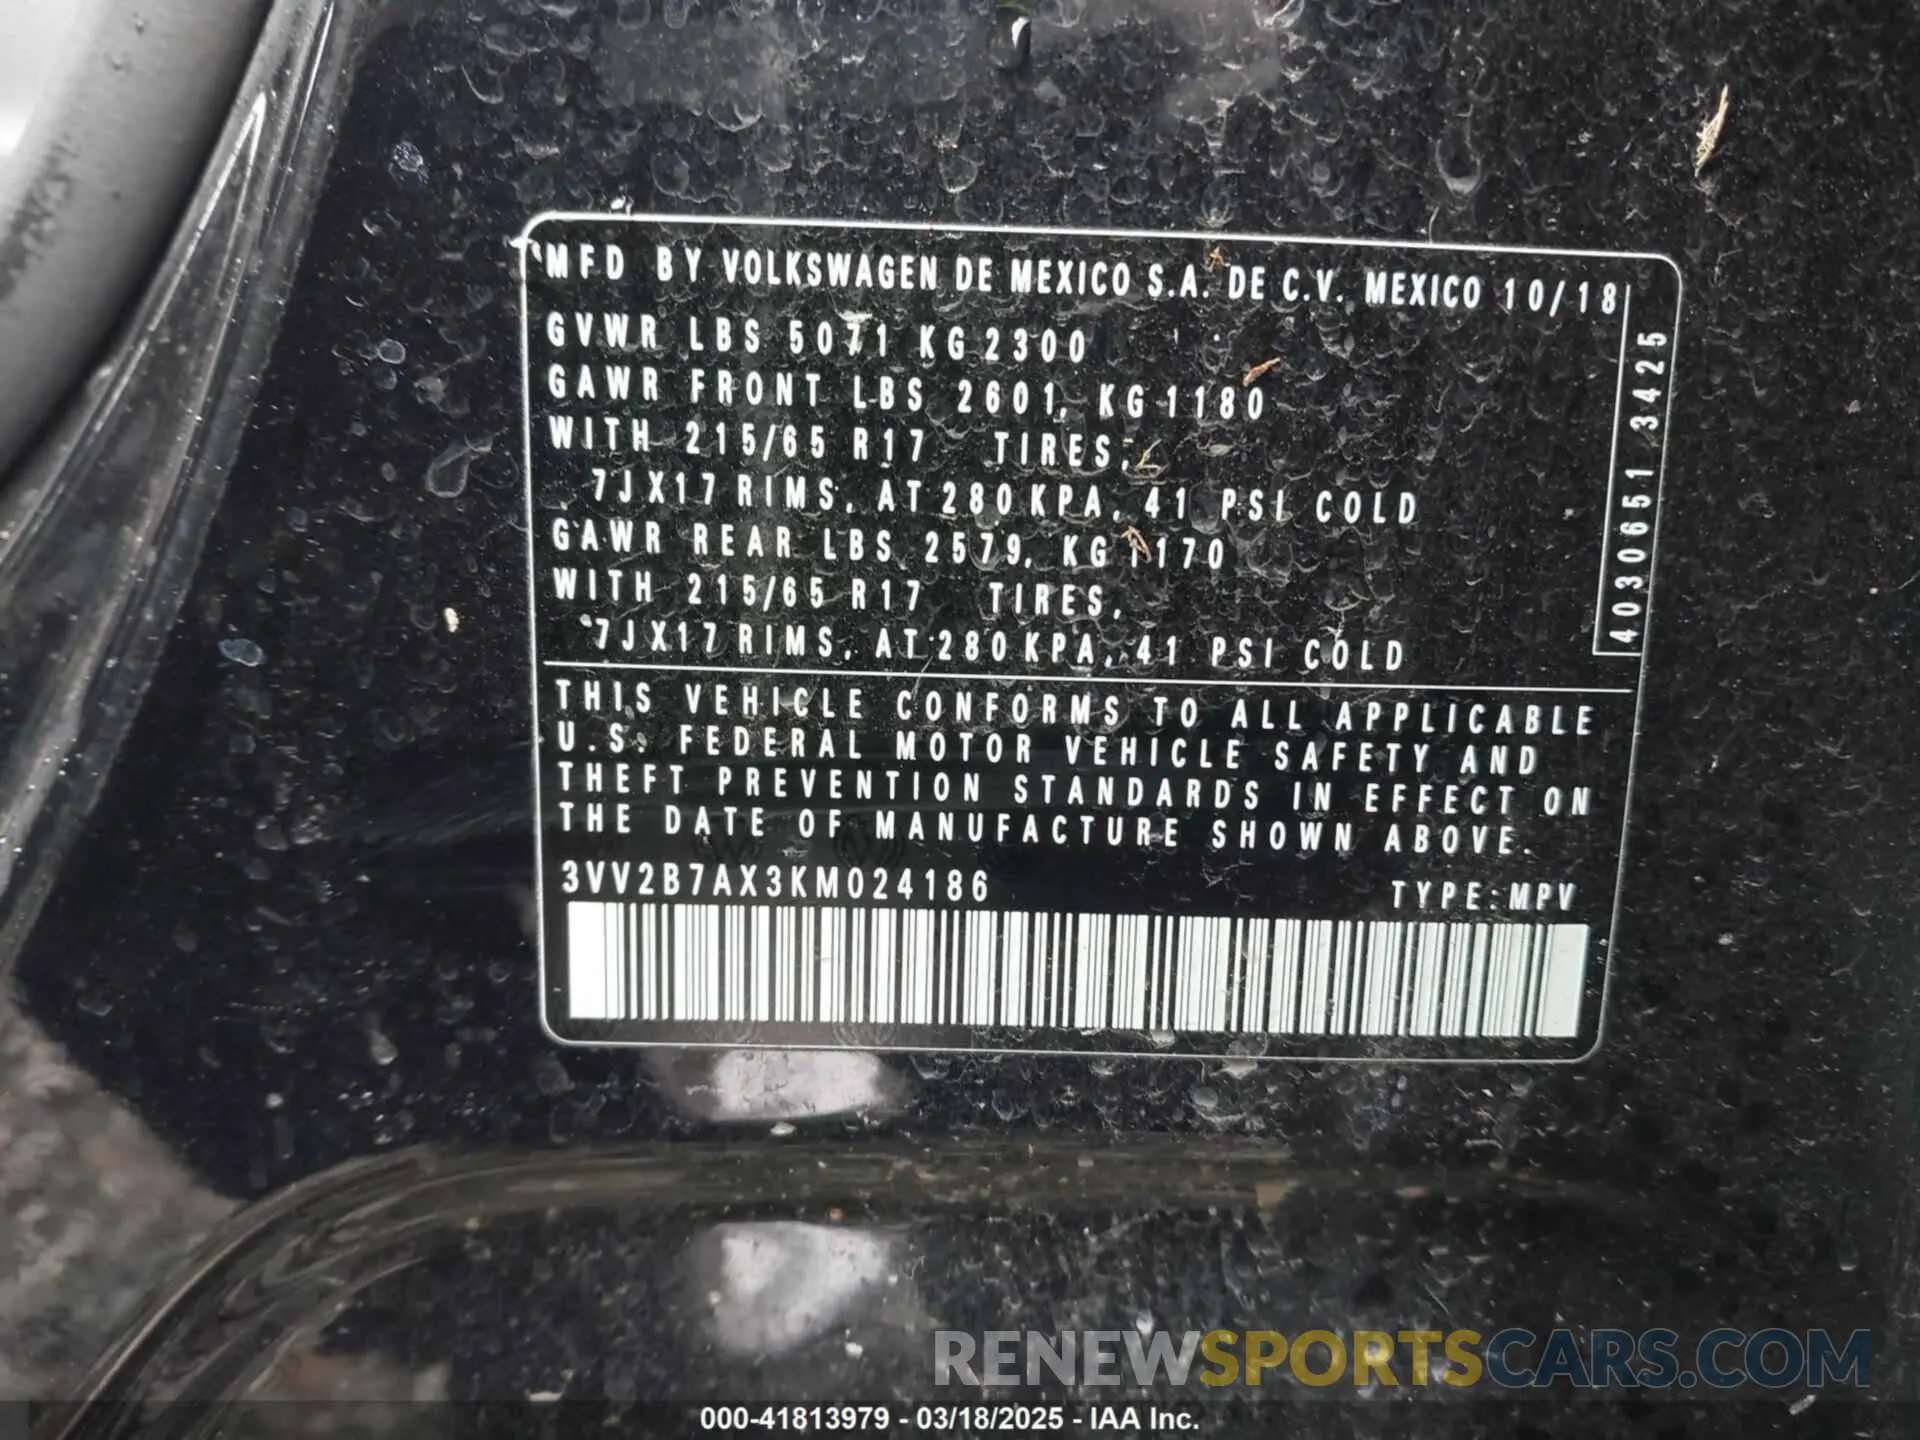 MFD BY VOLKSWAGEN DE MEXICO S.A. DE C.V. MEXICO 10/18
GVWR LBS 5071 KG 2300
GAWR FRONT LBS 2601, KG 1180
WITH 215/65 R17 TIRES,
7JX17 RIMS, AT 280 KPA, 41 PSI COLD
GAWR REAR LBS 2579, KG 1170
WITH 215/65 R17 TIRES,
7JX17 RIMS, AT 280 KPA, 41 PSI COLD
4030651 3425
THIS VEHICLE CONFORMS TO ALL APPLICABLE
U.S. FEDERAL MOTOR VEHICLE SAFETY AND
THEFT PREVENTION STANDARDS IN EFFECT ON
THE DATE OF MANUFACTURE SHOWN ABOVE.
3VV2B7AX3KM024186 TYPE: MPV
RENEWSPORTSCARS.COM
000-41813979 - 03/18/2025 - IAA Inc.